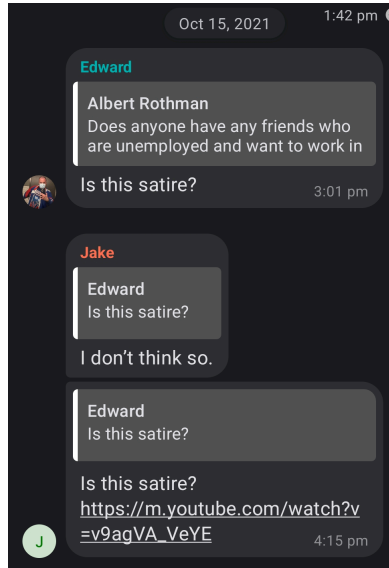 1:42 pm
Oct 15, 2021
Edward
Albert Rothman
Does anyone have any friends who
are unemployed and want to work in
Is this satire?
3:01 pm
Jake
Edward
Is this satire?
I don't think so.
Edward
Is this satire?
Is this satire?
https://m.youtube.com/watch?v
=v9agVA_VeYE
4:15 pm
J